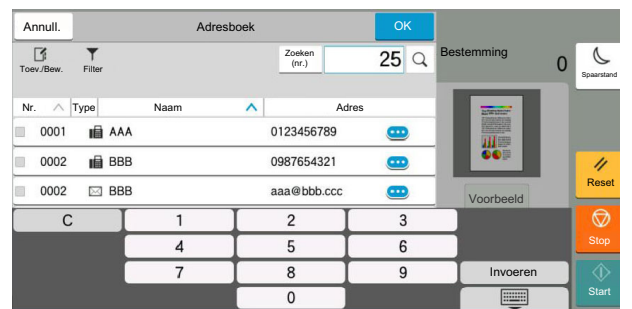 Annull. Adresboek OK
Toev./Bew. Filter Zoeken (nr.) 25 Bestemming 0 Spaarstand
Nr. Type Naam Adres
0001 AAA 0123456789
0002 BBB 0987654321
0002 BBB aaa@bbb.ccc
Voorbeeld
Reset
C 1 2 3
4 5 6
Stop
7 8 9 Invoeren
0
Start